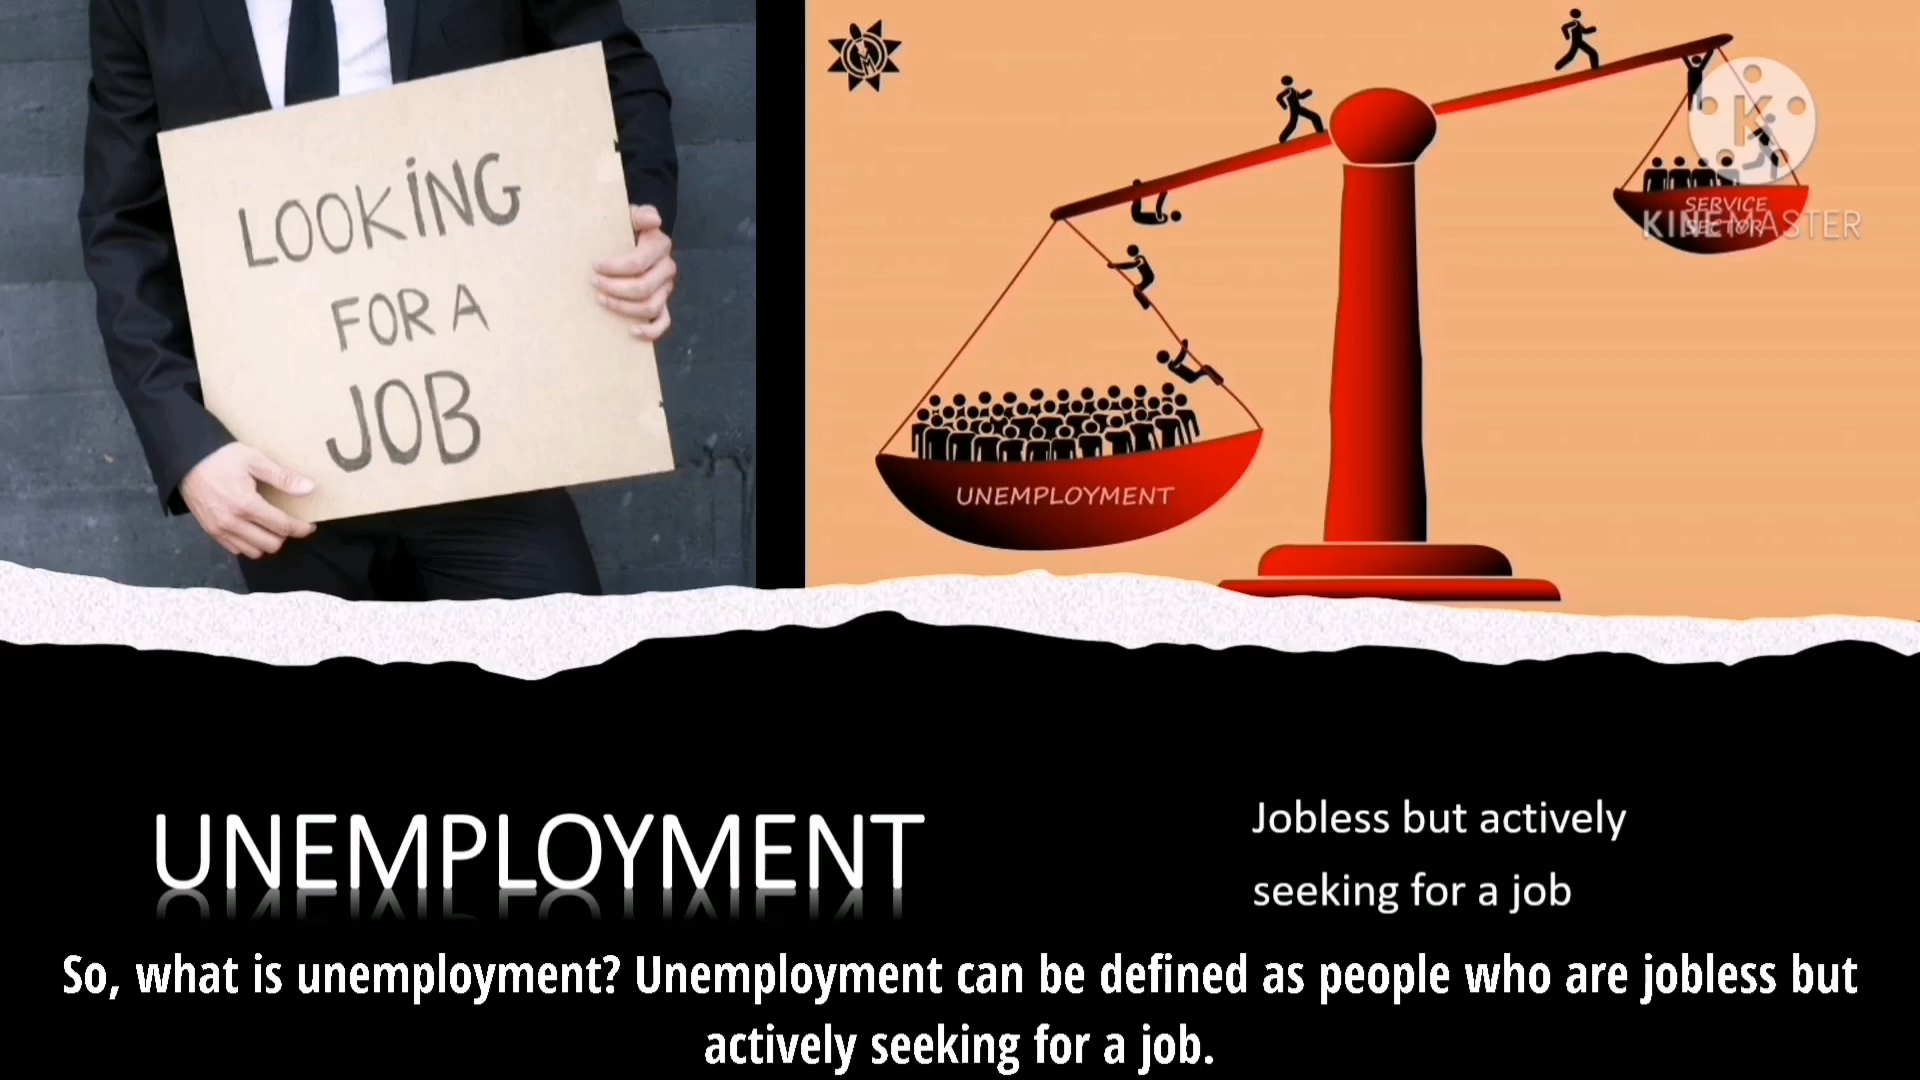 LOOKING
FOR A
JOB
UNEMPLOYMENT
SERVICE
SECTOR
K
KINEMASTER
UNEMPLOYMENT
Jobless but actively
seeking for a job
So, what is unemployment? Unemployment can be defined as people who are jobless but
actively seeking for a job.